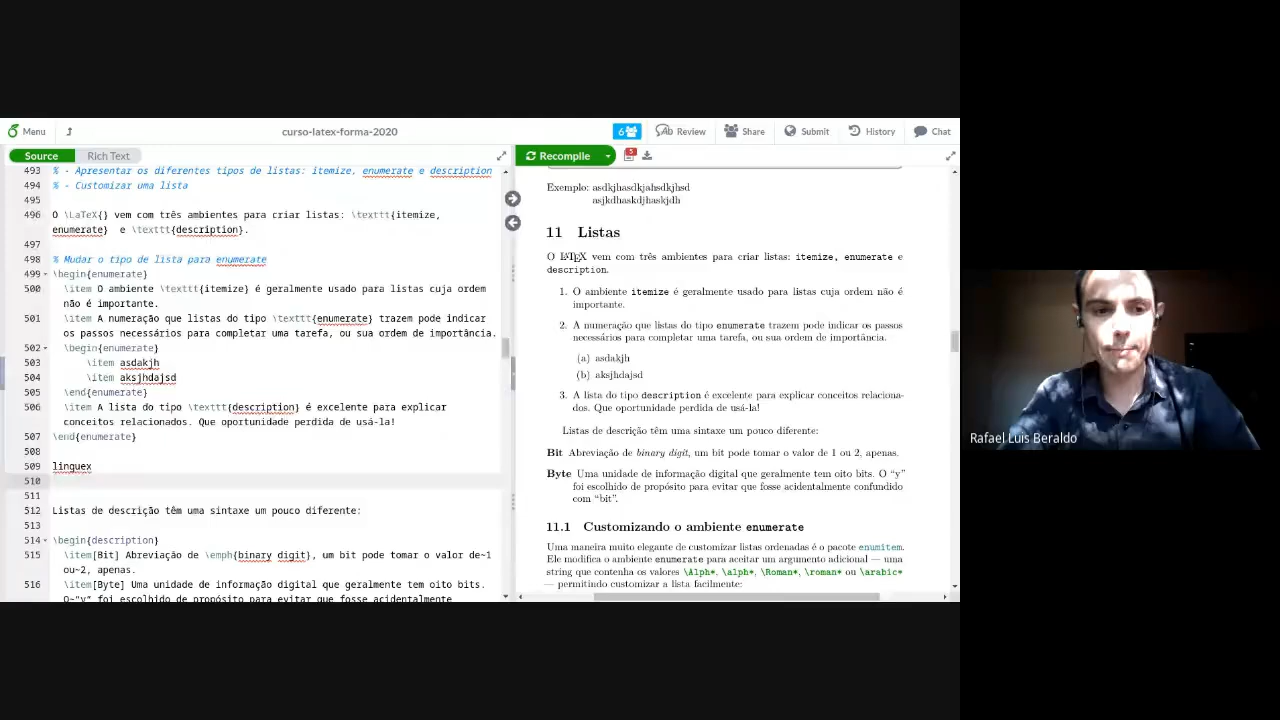 Menu
curso-latex-forma-2020
6
Review
Share
Submit
History
Chat
Source
Rich Text
Recompile
5
493 % - Apresentar os diferentes tipos de listas: itemize, enumerate e description
494 % - Customizar uma lista
495
496 O \LaTeX{} vem com três ambientes para criar listas: \texttt{itemize,
enumerate} e \texttt{description}.
497
498 % Mudar o tipo de lista para enumerate
499 \begin{enumerate}
500 \item O ambiente \texttt{itemize} é geralmente usado para listas cuja ordem
não é importante.
501 \item A numeração que listas do tipo \texttt{enumerate} trazem pode indicar
os passos necessários para completar uma tarefa, ou sua ordem de importância.
502 \begin{enumerate}
503 \item asdakjh
504 \item aksjhdajsd
505 \end{enumerate}
506 \item A lista do tipo \texttt{description} é excelente para explicar
conceitos relacionados. Que oportunidade perdida de usá-la!
507 \end{enumerate}
508
509 linguex
510
511
512 Listas de descrição têm uma sintaxe um pouco diferente:
513
514 \begin{description}
515 \item[Bit] Abreviação de \emph{binary digit}, um bit pode tomar o valor de~1
ou~2, apenas.
516 \item[Byte] Uma unidade de informação digital que geralmente tem oito bits.
O~"y" foi escolhido de propósito para evitar que fosse acidentalmente
Exemplo: asdkjhasdkjahsdkjhsd
asjkdhaskdjhaskjdh
11 Listas
O LATEX vem com três ambientes para criar listas: itemize, enumerate e
description.
1. O ambiente itemize é geralmente usado para listas cuja ordem não é
importante.
2. A numeração que listas do tipo enumerate trazem pode indicar os passos
necessários para completar uma tarefa, ou sua ordem de importância.
(a) asdakjh
(b) aksjhdajsd
3. A lista do tipo description é excelente para explicar conceitos relaciona-
dos. Que oportunidade perdida de usá-la!
Listas de descrição têm uma sintaxe um pouco diferente:
Bit Abreviação de binary digit, um bit pode tomar o valor de 1 ou 2, apenas.
Byte Uma unidade de informação digital que geralmente tem oito bits. O “y”
foi escolhido de propósito para evitar que fosse acidentalmente confundido
com “bit”.
11.1 Customizando o ambiente enumerate
Uma maneira muito elegante de customizar listas ordenadas é o pacote enumitem.
Ele modifica o ambiente enumerate para aceitar um argumento adicional — uma
string que contenha os valores \Alph*, \alph*, \Roman*, \roman* ou \arabic*
— permitindo customizar a lista facilmente:
Rafael Luis Beraldo